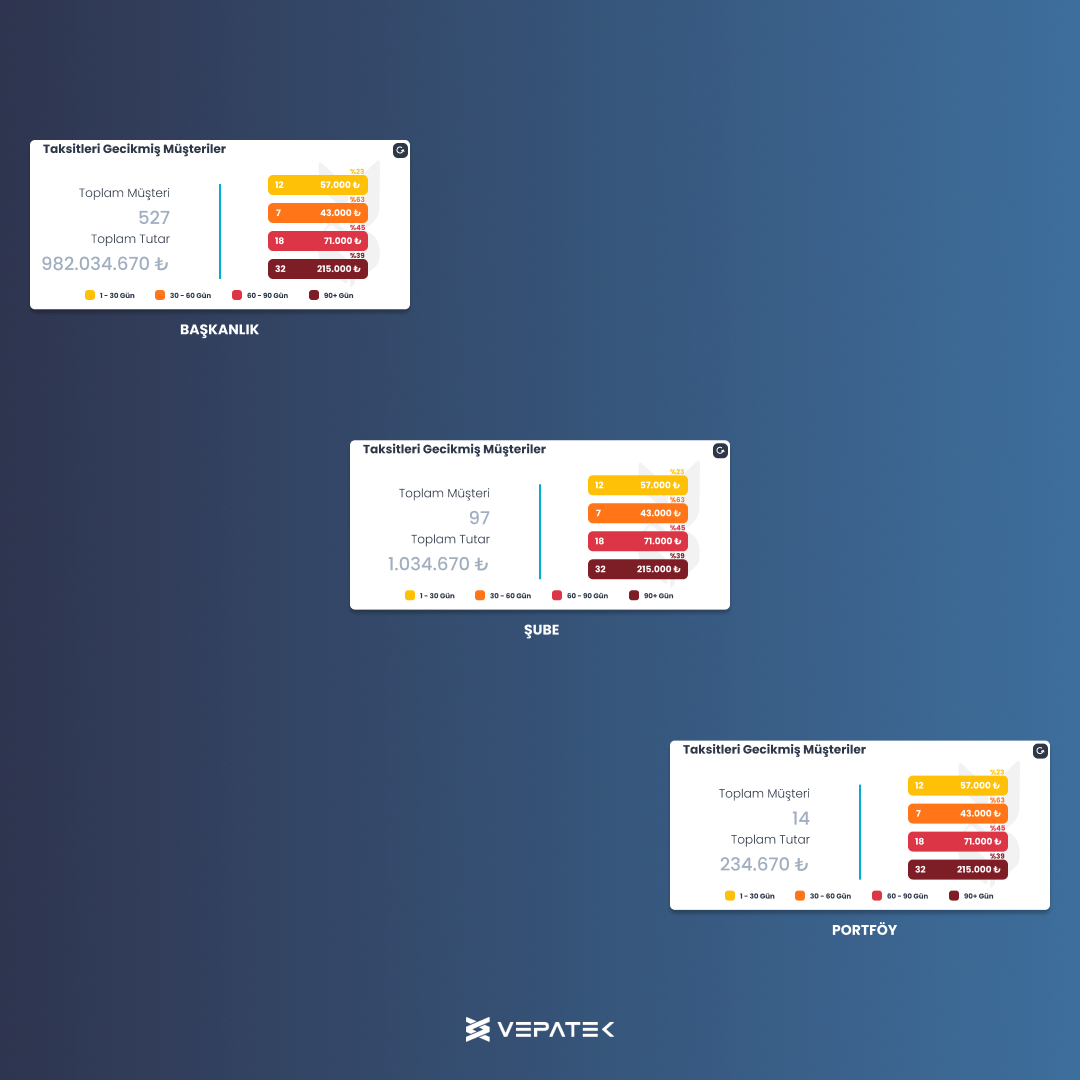 Taksitleri Gecikmiş Müşteriler
Toplam Müşteri
527
Toplam Tutar
982.034.670 ₺
%23
12 57.000 ₺
%63
7 43.000 ₺
%45
18 71.000 ₺
%39
32 215.000 ₺
1 - 30 Gün 30 - 60 Gün 60 - 90 Gün 90+ Gün
BAŞKANLIK
Taksitleri Gecikmiş Müşteriler
Toplam Müşteri
97
Toplam Tutar
1.034.670 ₺
%23
12 57.000 ₺
%63
7 43.000 ₺
%45
18 71.000 ₺
%39
32 215.000 ₺
1 - 30 Gün 30 - 60 Gün 60 - 90 Gün 90+ Gün
ŞUBE
Taksitleri Gecikmiş Müşteriler
Toplam Müşteri
14
Toplam Tutar
234.670 ₺
%23
12 57.000 ₺
%63
7 43.000 ₺
%45
18 71.000 ₺
%39
32 215.000 ₺
1 - 30 Gün 30 - 60 Gün 60 - 90 Gün 90+ Gün
PORTFÖY
VEPATEK